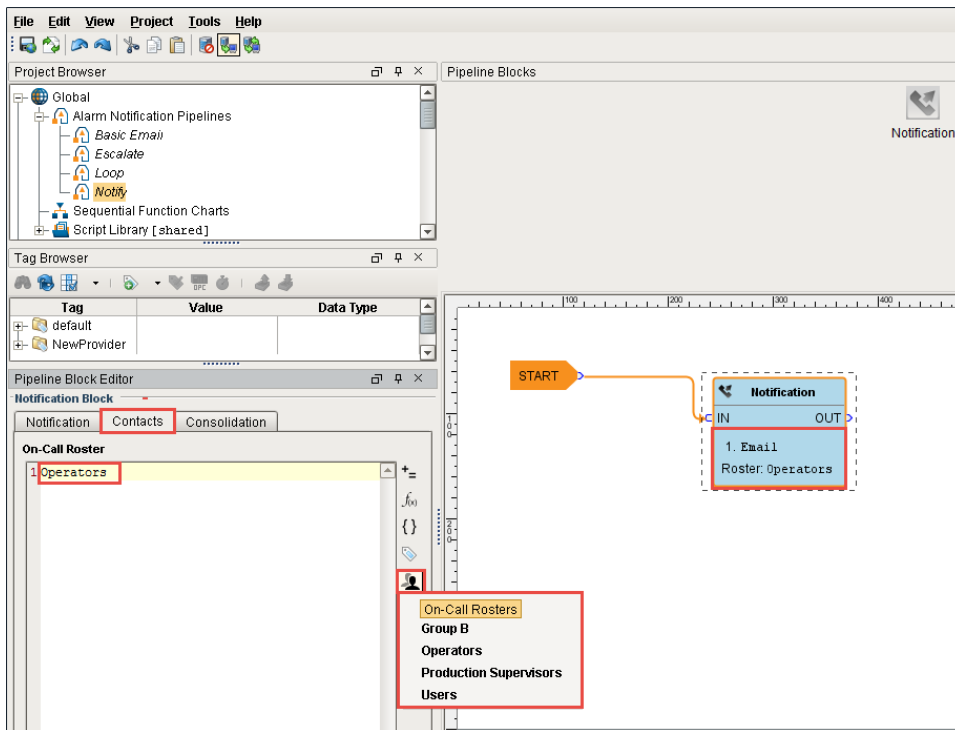 File Edit View Project Tools Help
Project Browser
Global
Alarm Notification Pipelines
Basic Email
Escalate
Loop
Notify
Sequential Function Charts
Script Library [shared]
Tag Browser
OPC
Tag Value Data Type
default
NewProvider
Pipeline Block Editor
Notification Block
Notification Contacts Consolidation
On-Call Roster
1 Operators
+=
f(x)
{}
On-Call Rosters
Group B
Operators
Production Supervisors
Users
Pipeline Blocks
Notification
100 200 300 400
100
200
START
Notification
IN OUT
1. Email
Roster: Operators